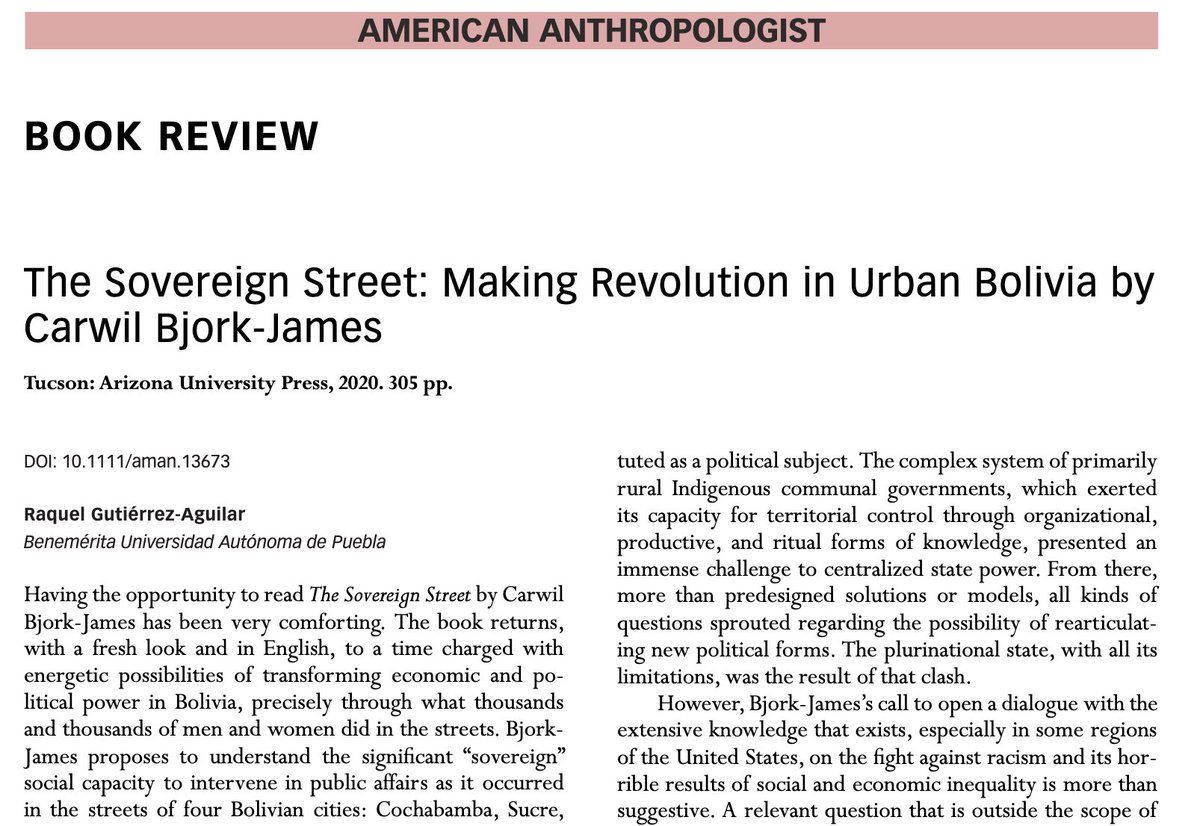 AMERICAN ANTHROPOLOGIST
BOOK REVIEW
The Sovereign Street: Making Revolution in Urban Bolivia by
Carwil Bjork-James
Tucson: Arizona University Press, 2020. 305 pp.
DOI: 10.1111/aman.13673
Raquel Gutiérrez-Aguilar
Benemérita Universidad Autónoma de Puebla
Having the opportunity to read The Sovereign Street by Carwil
Bjork-James has been very comforting. The book returns,
with a fresh look and in English, to a time charged with
energetic possibilities of transforming economic and po-
litical power in Bolivia, precisely through what thousands
and thousands of men and women did in the streets. Bjork-
James proposes to understand the significant “sovereign”
social capacity to intervene in public affairs as it occurred
in the streets of four Bolivian cities: Cochabamba, Sucre,
tuted as a political subject. The complex system of primarily
rural Indigenous communal governments, which exerted
its capacity for territorial control through organizational,
productive, and ritual forms of knowledge, presented an
immense challenge to centralized state power. From there,
more than predesigned solutions or models, all kinds of
questions sprouted regarding the possibility of rearticulat-
ing new political forms. The plurinational state, with all its
limitations, was the result of that clash.
However, Bjork-James’s call to open a dialogue with the
extensive knowledge that exists, especially in some regions
of the United States, on the fight against racism and its hor-
rible results of social and economic inequality is more than
suggestive. A relevant question that is outside the scope of